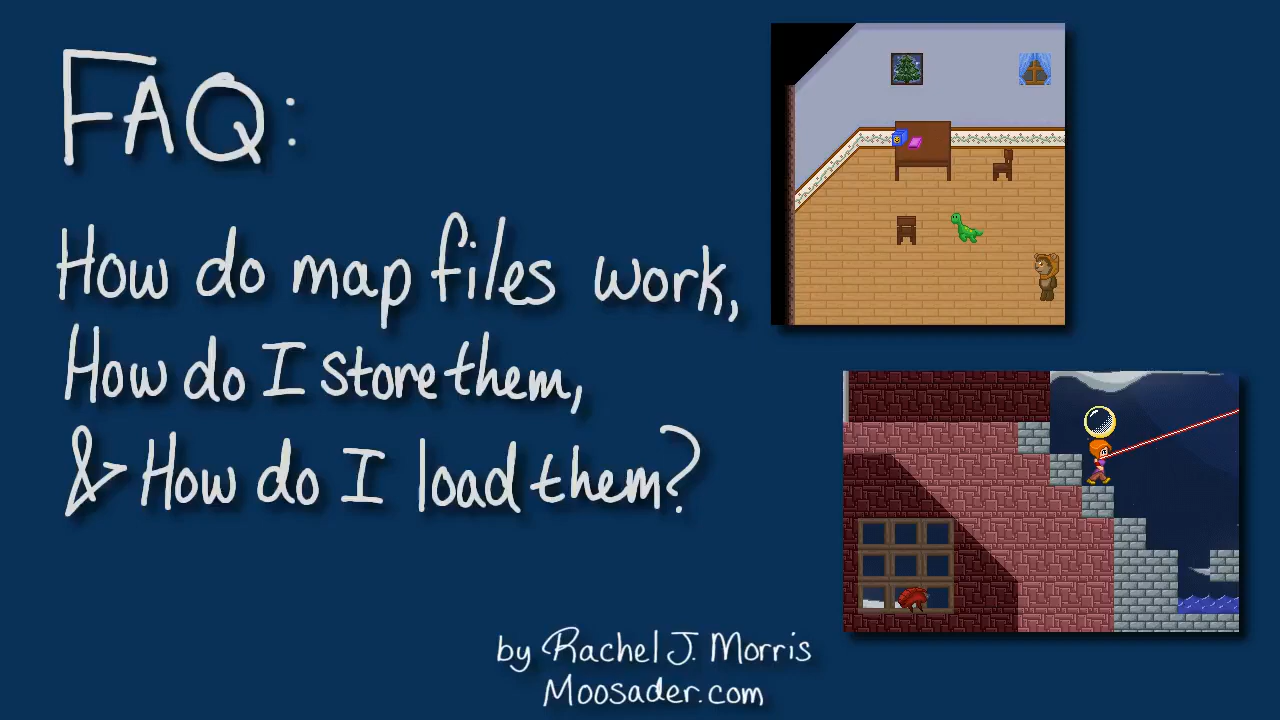 FAQ:
How do map files work,
How do I store them,
& How do I load them?
by Rachel J. Morris
Moosader.com